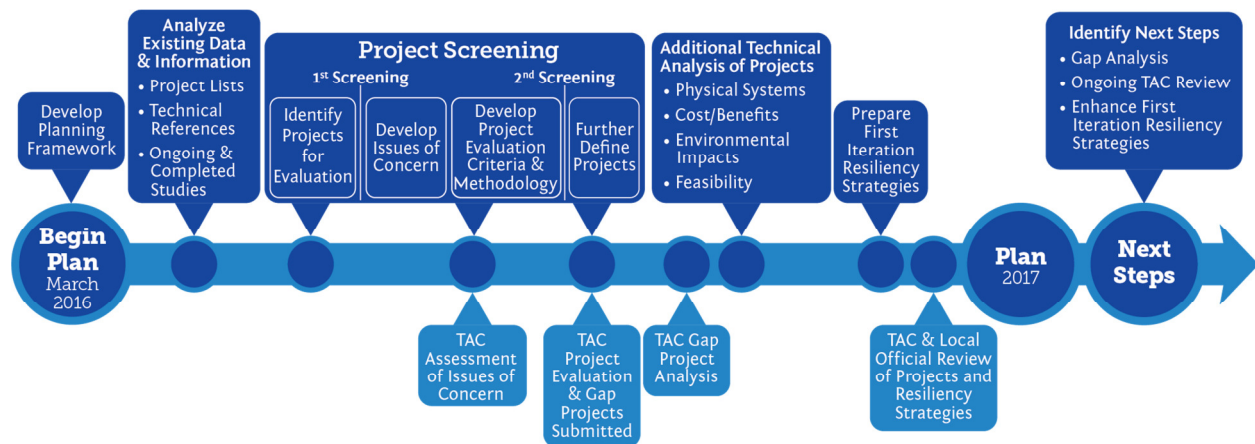 Develop
Planning
Framework
Analyze
Existing Data
& Information
• Project Lists
• Technical
References
• Ongoing &
Completed
Studies
Project Screening
1st Screening
2nd Screening
Identify
Projects
for
Evaluation
Develop
Issues of
Concern
Develop
Project
Evaluation
Criteria &
Methodology
Further
Define
Projects
Additional Technical
Analysis of Projects
• Physical Systems
• Cost/Benefits
• Environmental
Impacts
• Feasibility
Prepare
First
Iteration
Resiliency
Strategies
Identify Next Steps
• Gap Analysis
• Ongoing TAC Review
• Enhance First
Iteration Resiliency
Strategies
Begin
Plan
March
2016
Plan
2017
Next
Steps
TAC
Assessment
of Issues of
Concern
TAC
Project
Evaluation
& Gap
Projects
Submitted
TAC Gap
Project
Analysis
TAC & Local
Official Review
of Projects and
Resiliency
Strategies